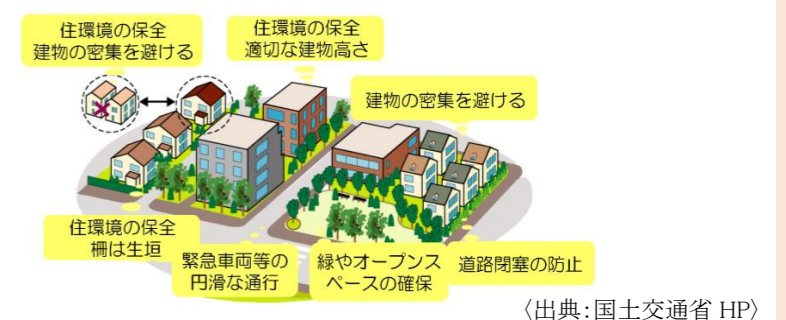 住環境の保全
建物の密集を避ける
住環境の保全
適切な建物高さ
建物の密集を避ける
住環境の保全
柵は生垣
緊急車両等の
円滑な通行
緑やオープンス
ペースの確保
道路閉塞の防止
〈出典:国土交通省 HP〉